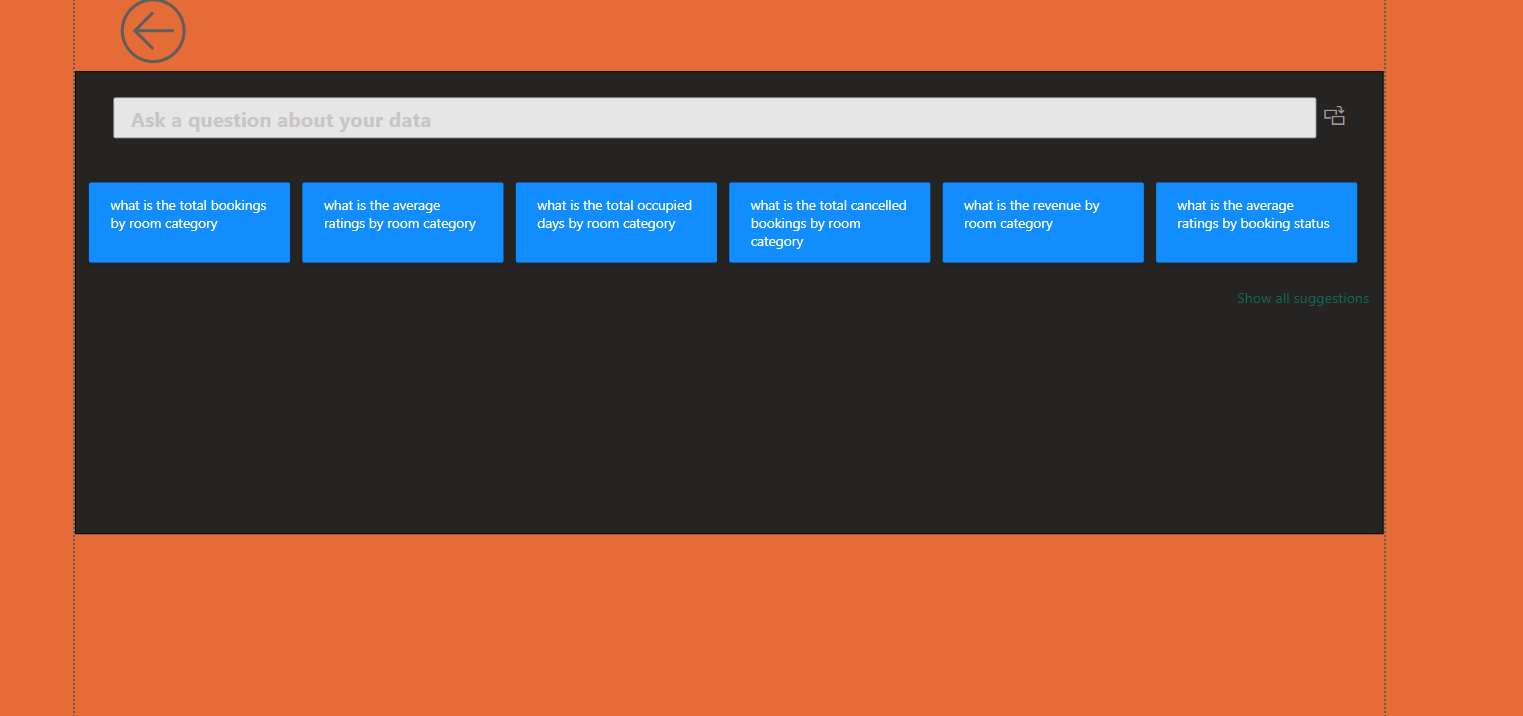 Ask a question about your data
what is the total bookings
by room category
what is the average
ratings by room category
what is the total occupied
days by room category
what is the total cancelled
bookings by room
category
what is the revenue by
room category
what is the average
ratings by booking status
Show all suggestions